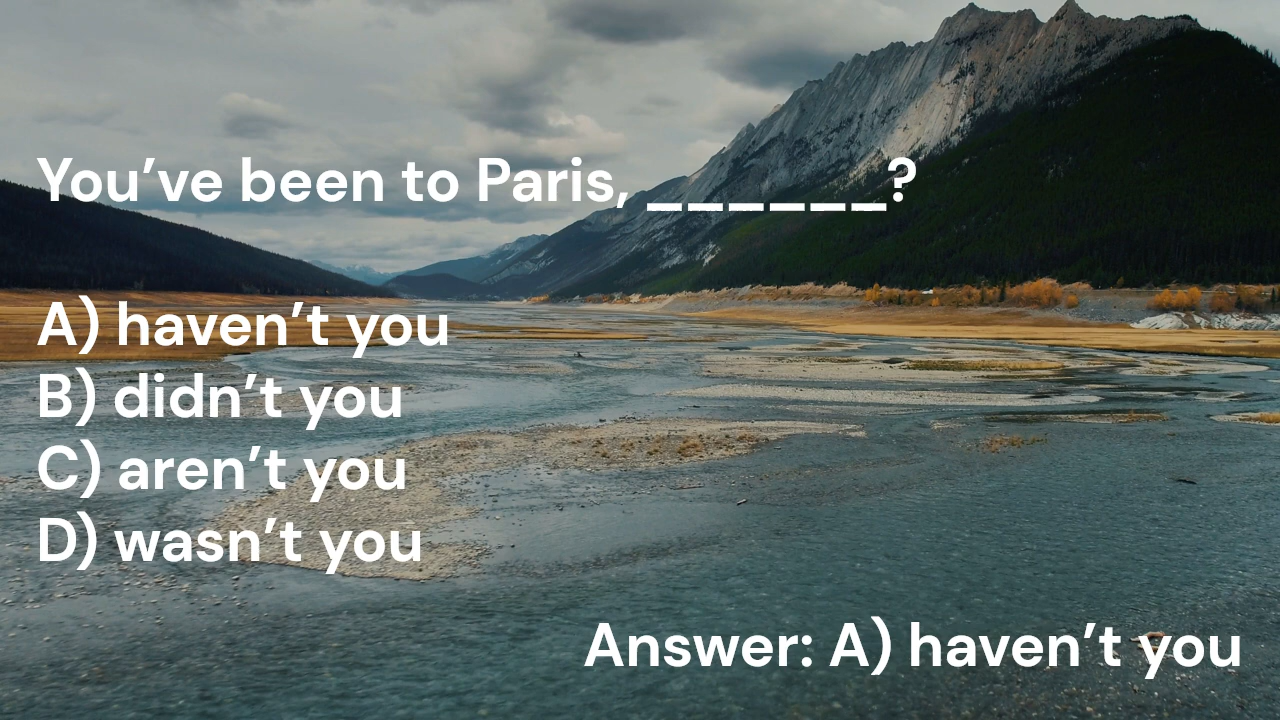 You’ve been to Paris, ______?
A) haven’t you
B) didn’t you
C) aren’t you
D) wasn’t you
Answer: A) haven’t you